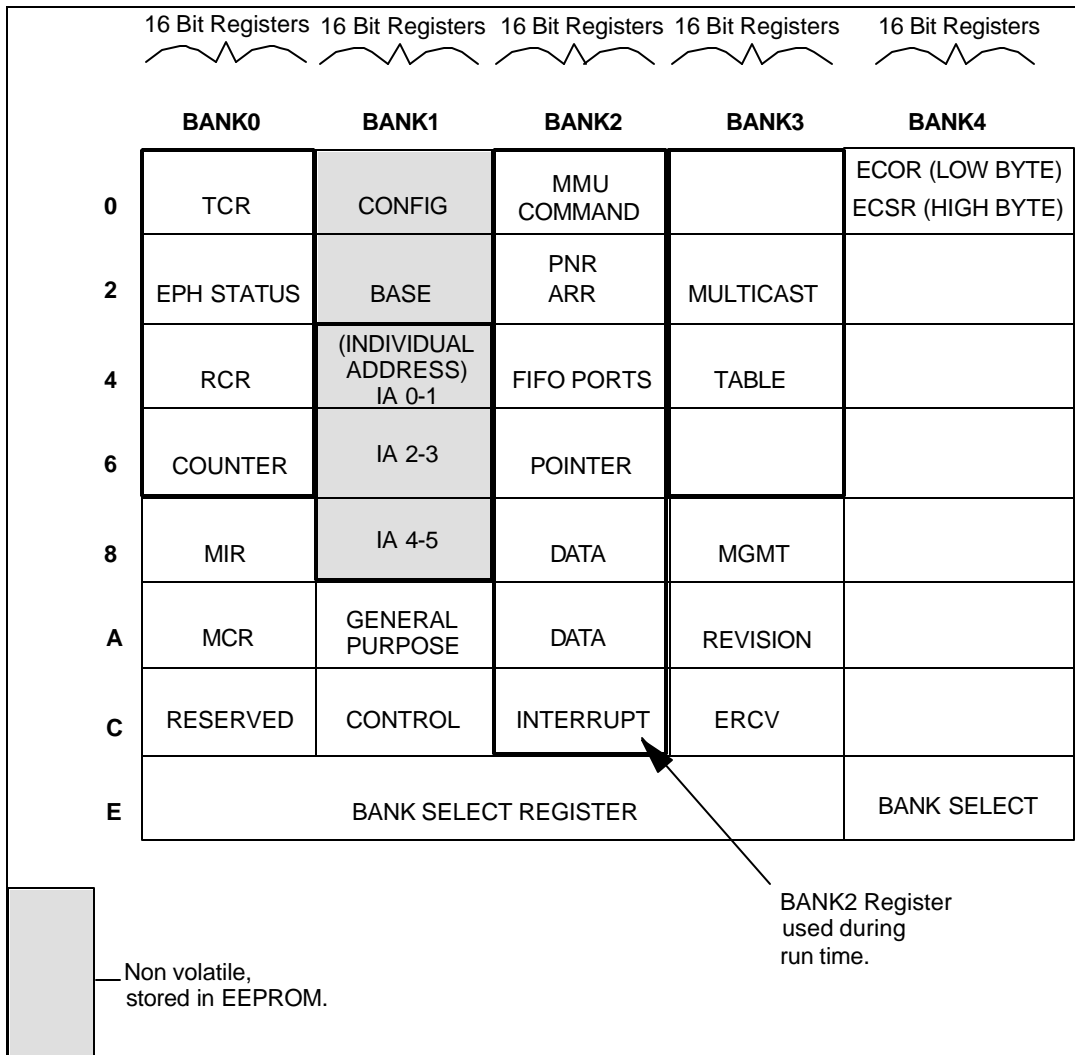 16 Bit Registers 16 Bit Registers 16 Bit Registers 16 Bit Registers 16 Bit Registers
BANK0 BANK1 BANK2 BANK3 BANK4
0 TCR CONFIG MMU COMMAND ECOR (LOW BYTE) ECSR (HIGH BYTE)
2 EPH STATUS BASE PNR ARR MULTICAST
4 RCR (INDIVIDUAL ADDRESS) IA 0-1 FIFO PORTS TABLE
6 COUNTER IA 2-3 POINTER
8 MIR IA 4-5 DATA MGMT
A MCR GENERAL PURPOSE DATA REVISION
C RESERVED CONTROL INTERRUPT ERCV
E BANK SELECT REGISTER BANK SELECT
BANK2 Register
used during
run time.
Non volatile,
stored in EEPROM.